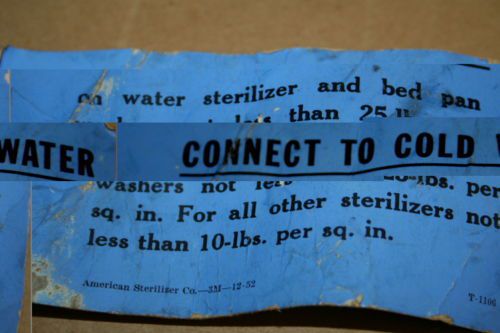 on water sterilizer and bed pan
less than 25
WATER CONNECT TO COLD
washers not per
sq. in. For all other sterilizers not
less than 10-lbs. per sq. in.
American Sterilizer Co.—3M—12-52 T-1106